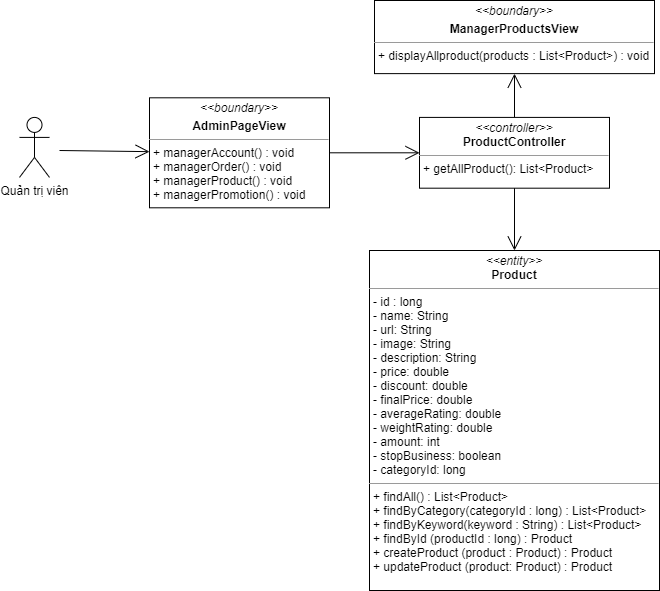 <<boundary>>
ManagerProductsView
+ displayAllproduct(products : List<Product>) : void
<<boundary>>
AdminPageView
+ managerAccount() : void
+ managerOrder() : void
+ managerProduct() : void
+ managerPromotion() : void
<<controller>>
ProductController
+ getAllProduct(): List<Product>
Quản trị viên
<<entity>>
Product
- id : long
- name: String
- url: String
- image: String
- description: String
- price: double
- discount: double
- finalPrice: double
- averageRating: double
- weightRating: double
- amount: int
- stopBusiness: boolean
- categoryId: long
+ findAll() : List<Product>
+ findByCategory(categoryId : long) : List<Product>
+ findByKeyword(keyword : String) : List<Product>
+ findById (productId : long) : Product
+ createProduct (product : Product) : Product
+ updateProduct (product: Product) : Product